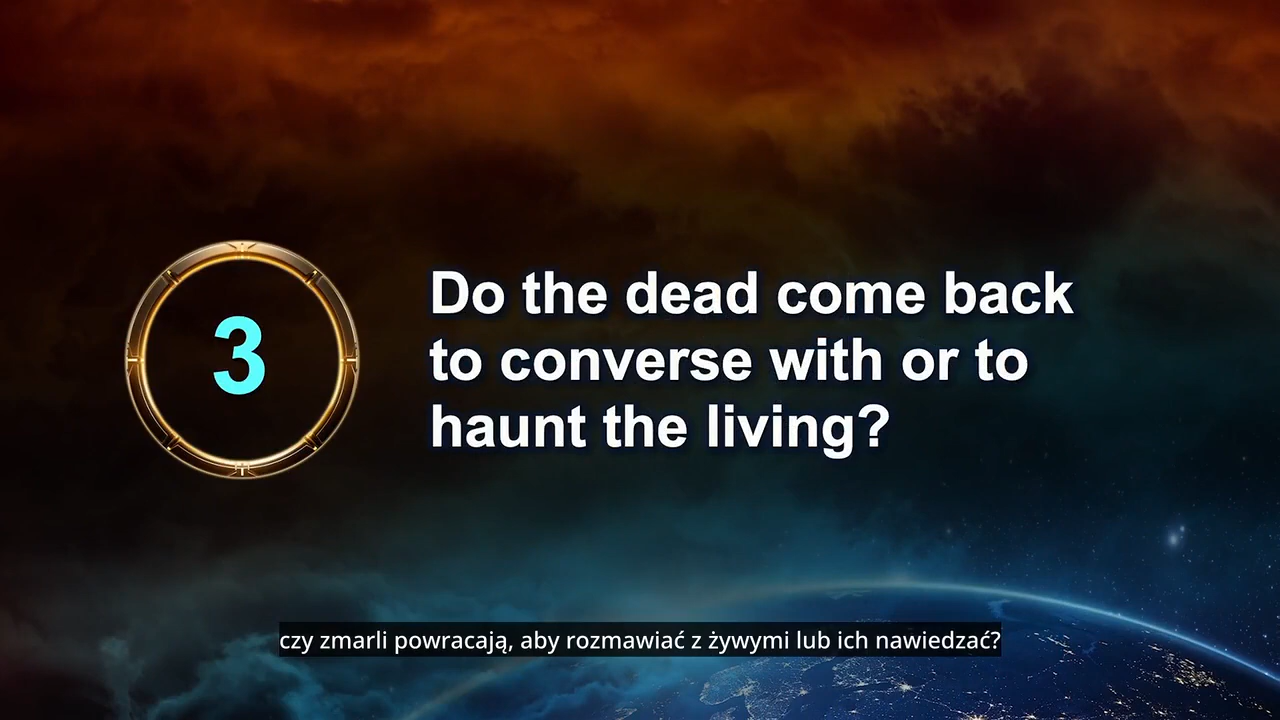 3
Do the dead come back
to converse with or to
haunt the living?
czy zmarli powracają, aby rozmawiać z żywymi lub ich nawiedzać?